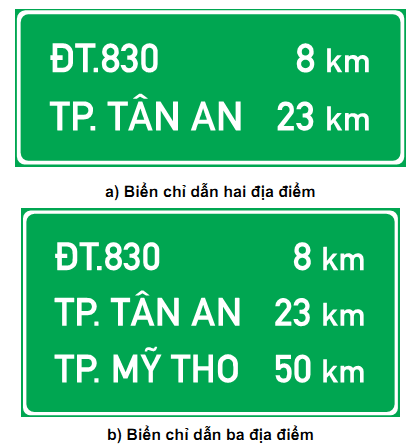 ĐT.830 8 km
TP. TÂN AN 23 km
a) Biển chỉ dẫn hai địa điểm
ĐT.830 8 km
TP. TÂN AN 23 km
TP. MỸ THO 50 km
b) Biển chỉ dẫn ba địa điểm